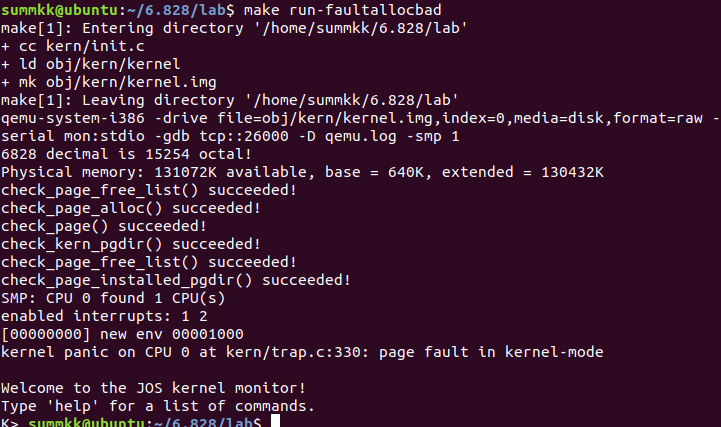 summkk@ubuntu:~/6.828/lab$ make run-faultallocbad
make[1]: Entering directory '/home/summkk/6.828/lab'
+ cc kern/init.c
+ ld obj/kern/kernel
+ mk obj/kern/kernel.img
make[1]: Leaving directory '/home/summkk/6.828/lab'
qemu-system-i386 -drive file=obj/kern/kernel.img,index=0,media=disk,format=raw -
serial mon:stdio -gdb tcp::26000 -D qemu.log -smp 1
6828 decimal is 15254 octal!
Physical memory: 131072K available, base = 640K, extended = 130432K
check_page_free_list() succeeded!
check_page_alloc() succeeded!
check_page() succeeded!
check_kern_pgdir() succeeded!
check_page_free_list() succeeded!
check_page_installed_pgdir() succeeded!
SMP: CPU 0 found 1 CPU(s)
enabled interrupts: 1 2
[00000000] new env 00001000
kernel panic on CPU 0 at kern/trap.c:330: page fault in kernel-mode
Welcome to the JOS kernel monitor!
Type 'help' for a list of commands.
K> summkk@ubuntu:~/6.828/lab$